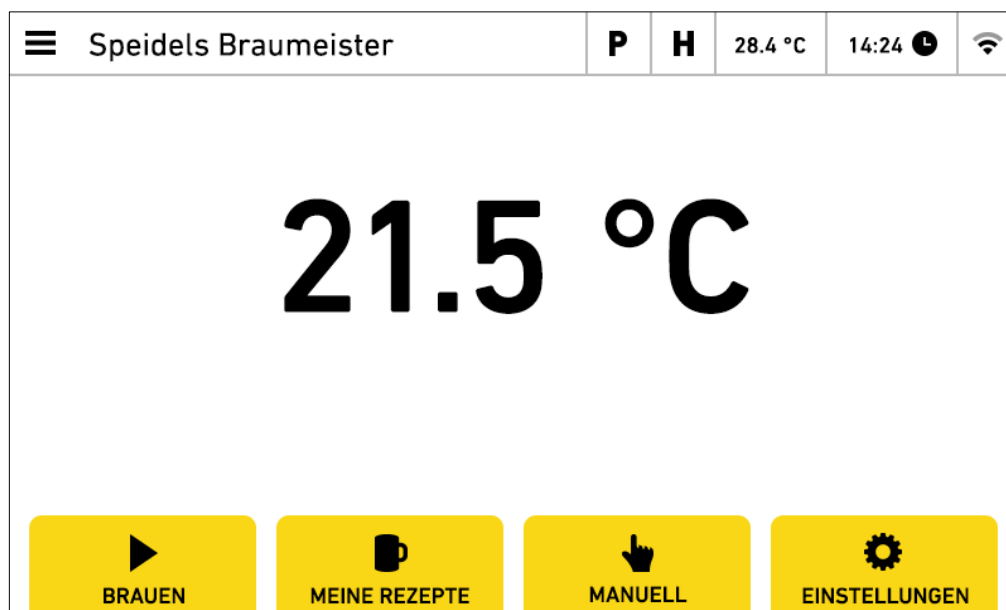 Speidels Braumeister P H 28.4 °C 14:24
21.5 °C
BRAUEN MEINE REZEPTE MANUELL EINSTELLUNGEN